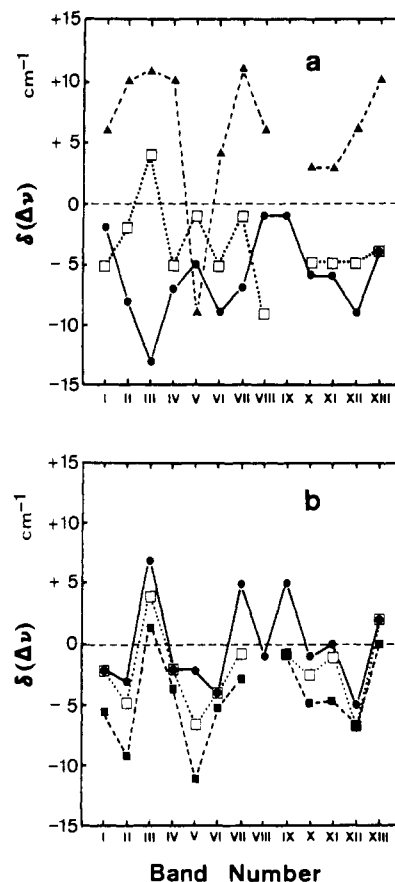 +15
cm⁻¹
a
+10
+ 5
δ(Δν)
0
-5
-10
-15
I II III IV V VI VII VIII IX X XI XII XIII
+15
cm⁻¹
b
+10
+ 5
δ(Δν)
0
-5
-10
-15
I II III IV V VI VII VIII IX X XI XII XIII
Band Number